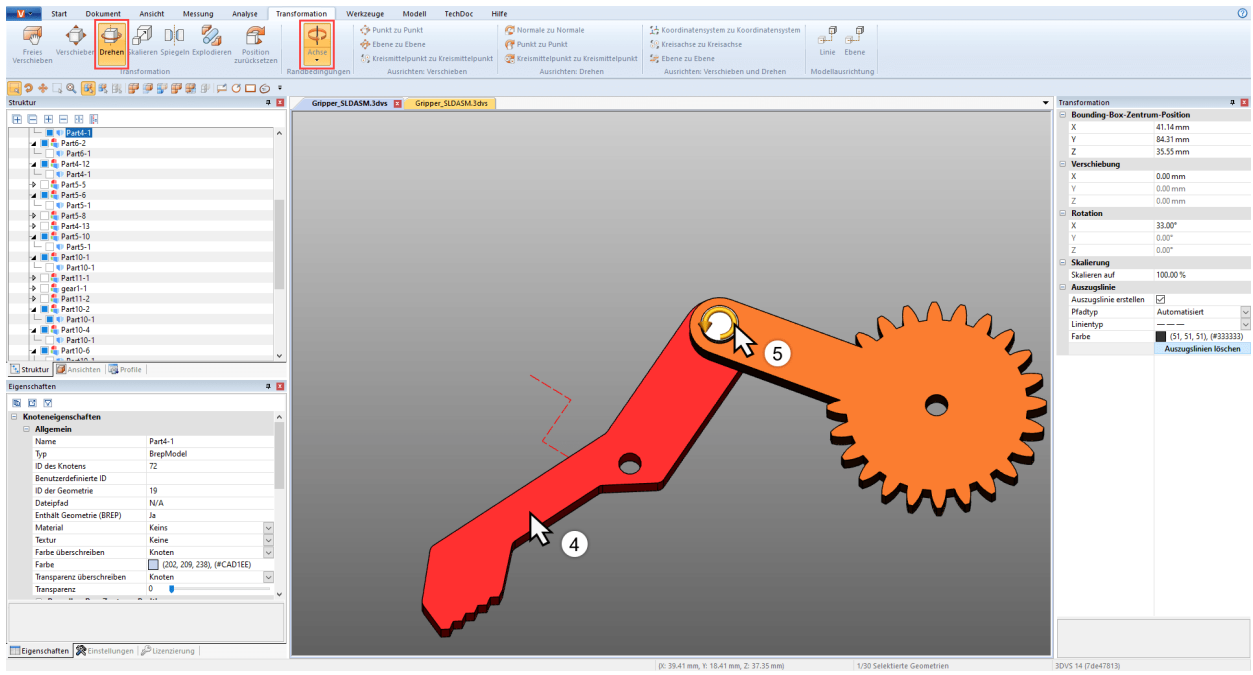 V
Start Dokument Ansicht Messung Analyse Transformation Werkzeuge Modell TechDoc Hilfe
Freies Verschieben
Verschieben
Drehen
Skalieren
Spiegeln
Explodieren
Position zurücksetzen
Transformation
Achse
Randbedingungen
Punkt zu Punkt
Ebene zu Ebene
Kreismittelpunkt zu Kreismittelpunkt
Ausrichten: Verschieben
Normale zu Normale
Punkt zu Punkt
Kreismittelpunkt zu Kreismittelpunkt
Ausrichten: Drehen
Koordinatensystem zu Koordinatensystem
Kreisachse zu Kreisachse
Ebene zu Ebene
Ausrichten: Verschieben und Drehen
Linie
Ebene
Modellausrichtung
Struktur
Part4-1
Part6-2
Part6-1
Part4-12
Part4-1
Part5-5
Part5-6
Part5-1
Part5-8
Part4-13
Part5-10
Part5-1
Part10-1
Part10-1
Part11-1
gear1-1
Part11-2
Part10-2
Part10-1
Part10-4
Part10-1
Part10-6
Struktur Ansichten Profile
Eigenschaften
Knoteneigenschaften
Allgemein
Name Part4-1
Typ BrepModel
ID des Knotens 72
Benutzerdefinierte ID
ID der Geometrie 19
Dateipfad N/A
Enthält Geometrie (BREP) Ja
Material Keins
Textur Keine
Farbe überschreiben Knoten
Farbe (202, 209, 238), (#CAD1EE)
Transparenz überschreiben Knoten
Transparenz 0
Eigenschaften Einstellungen Lizenzierung
Gripper_SLDASM.3dvs Gripper_SLDASM.3dvs
5
4
Transformation
Bounding-Box-Zentrum-Position
X 41.14 mm
Y 84.31 mm
Z 35.55 mm
Verschiebung
X 0.00 mm
Y 0.00 mm
Z 0.00 mm
Rotation
X 33.00°
Y 0.00°
Z 0.00°
Skalierung
Skalieren auf 100.00 %
Auszugslinie
Auszugslinie erstellen
Pfadtyp Automatisiert
Linientyp
Farbe (51, 51, 51), (#333333)
Auszugslinien löschen
(X: 39.41 mm, Y: 18.41 mm, Z: 37.35 mm) 1/30 Selektierte Geometrien 3DVS 14 (7de47813)